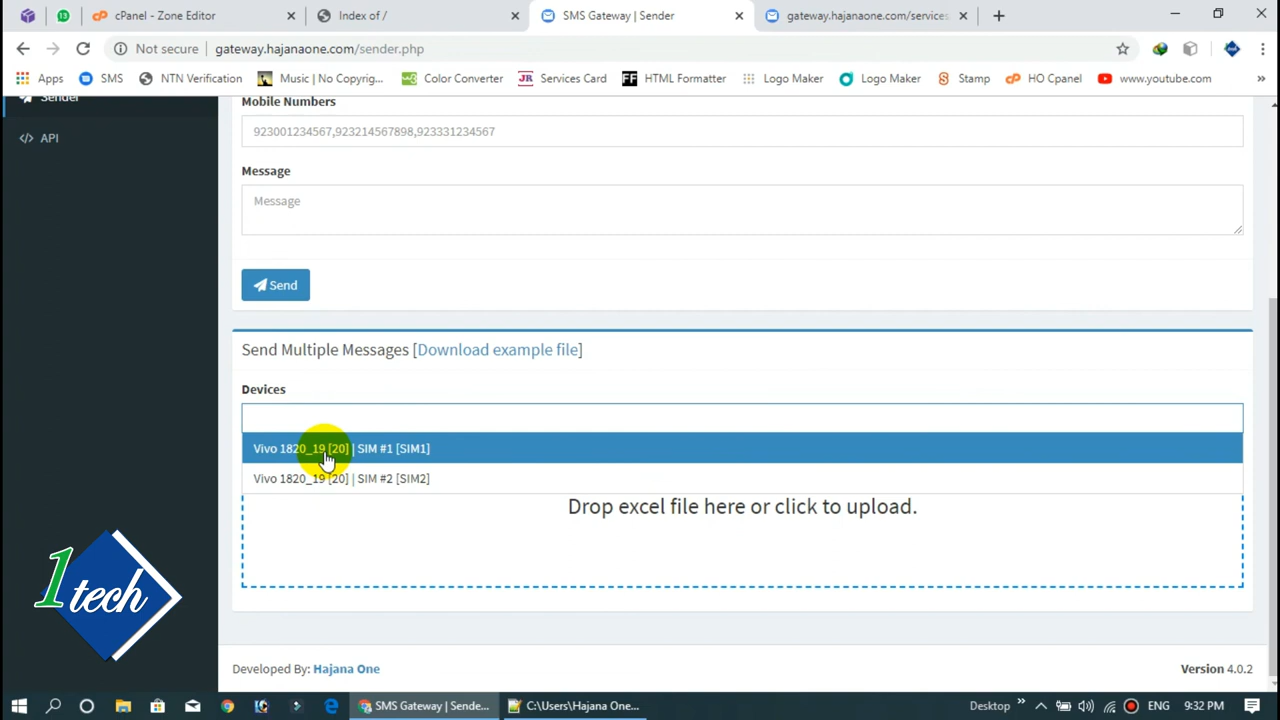 cPanel - Zone Editor
Index of /
SMS Gateway | Sender
gateway.hajanaone.com/services
Not secure
gateway.hajanaone.com/sender.php
Apps
SMS
NTN Verification
Music | No Copyrig...
Color Converter
JR Services Card
FF HTML Formatter
Logo Maker
Logo Maker
Stamp
HO Cpanel
www.youtube.com
»
Sender
</> API
Mobile Numbers
923001234567,923214567898,923331234567
Message
Message
Send
Send Multiple Messages [Download example file]
Devices
Vivo 1820_19 [20] | SIM #1 [SIM1]
Vivo 1820_19 [20] | SIM #2 [SIM2]
Drop excel file here or click to upload.
1tech
Developed By: Hajana One
Version 4.0.2
SMS Gateway | Sende...
C:\Users\Hajana One...
Desktop
»
ENG
9:32 PM